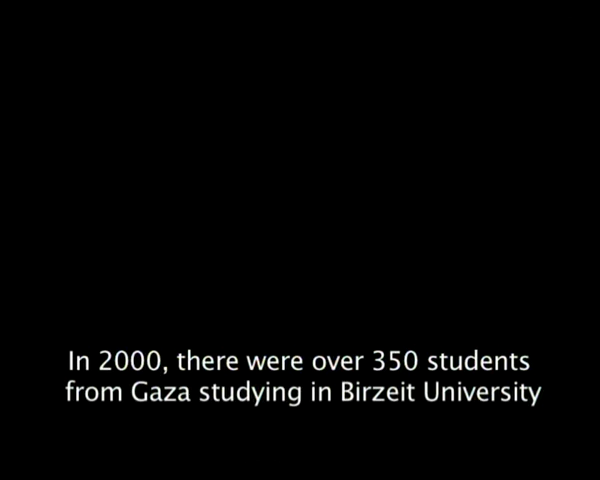 In 2000, there were over 350 students
from Gaza studying in Birzeit University